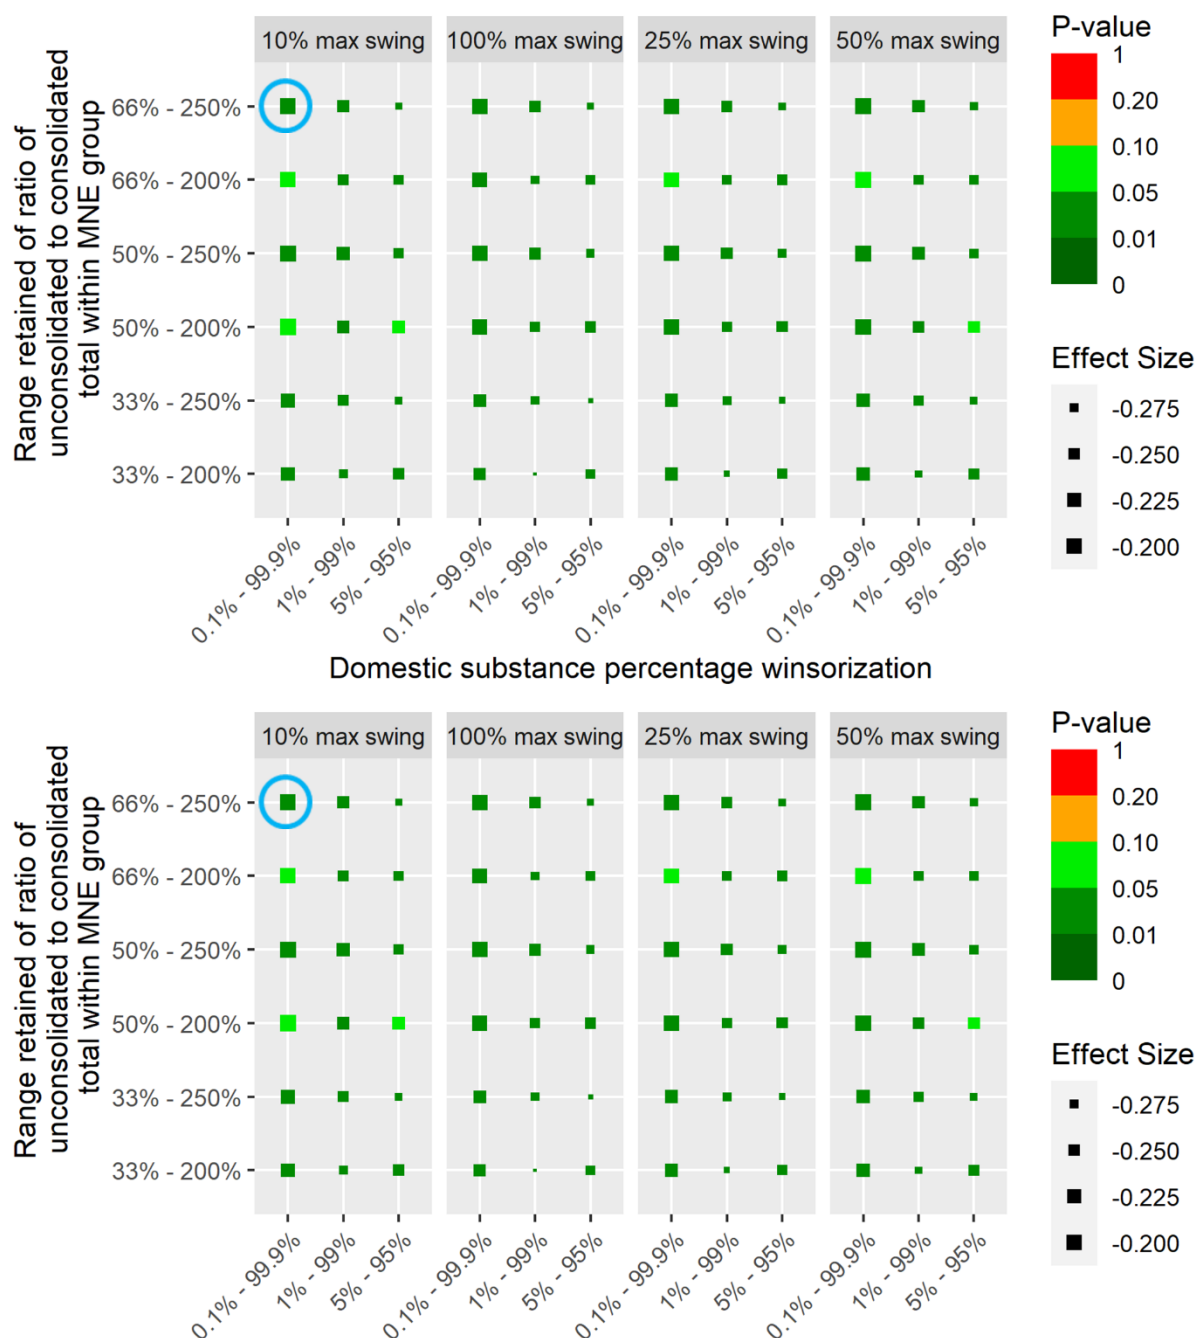 10% max swing 100% max swing 25% max swing 50% max swing
Range retained of ratio of
unconsolidated to consolidated
total within MNE group
66% - 250%
66% - 200%
50% - 250%
50% - 200%
33% - 250%
33% - 200%
0.1% - 99.9% 1% - 99% 5% - 95% 0.1% - 99.9% 1% - 99% 5% - 95% 0.1% - 99.9% 1% - 99% 5% - 95% 0.1% - 99.9% 1% - 99% 5% - 95%
Domestic substance percentage winsorization
P-value
1
0.20
0.10
0.05
0.01
0
Effect Size
-0.275
-0.250
-0.225
-0.200
10% max swing 100% max swing 25% max swing 50% max swing
Range retained of ratio of
unconsolidated to consolidated
total within MNE group
66% - 250%
66% - 200%
50% - 250%
50% - 200%
33% - 250%
33% - 200%
0.1% - 99.9% 1% - 99% 5% - 95% 0.1% - 99.9% 1% - 99% 5% - 95% 0.1% - 99.9% 1% - 99% 5% - 95% 0.1% - 99.9% 1% - 99% 5% - 95%
P-value
1
0.20
0.10
0.05
0.01
0
Effect Size
-0.275
-0.250
-0.225
-0.200